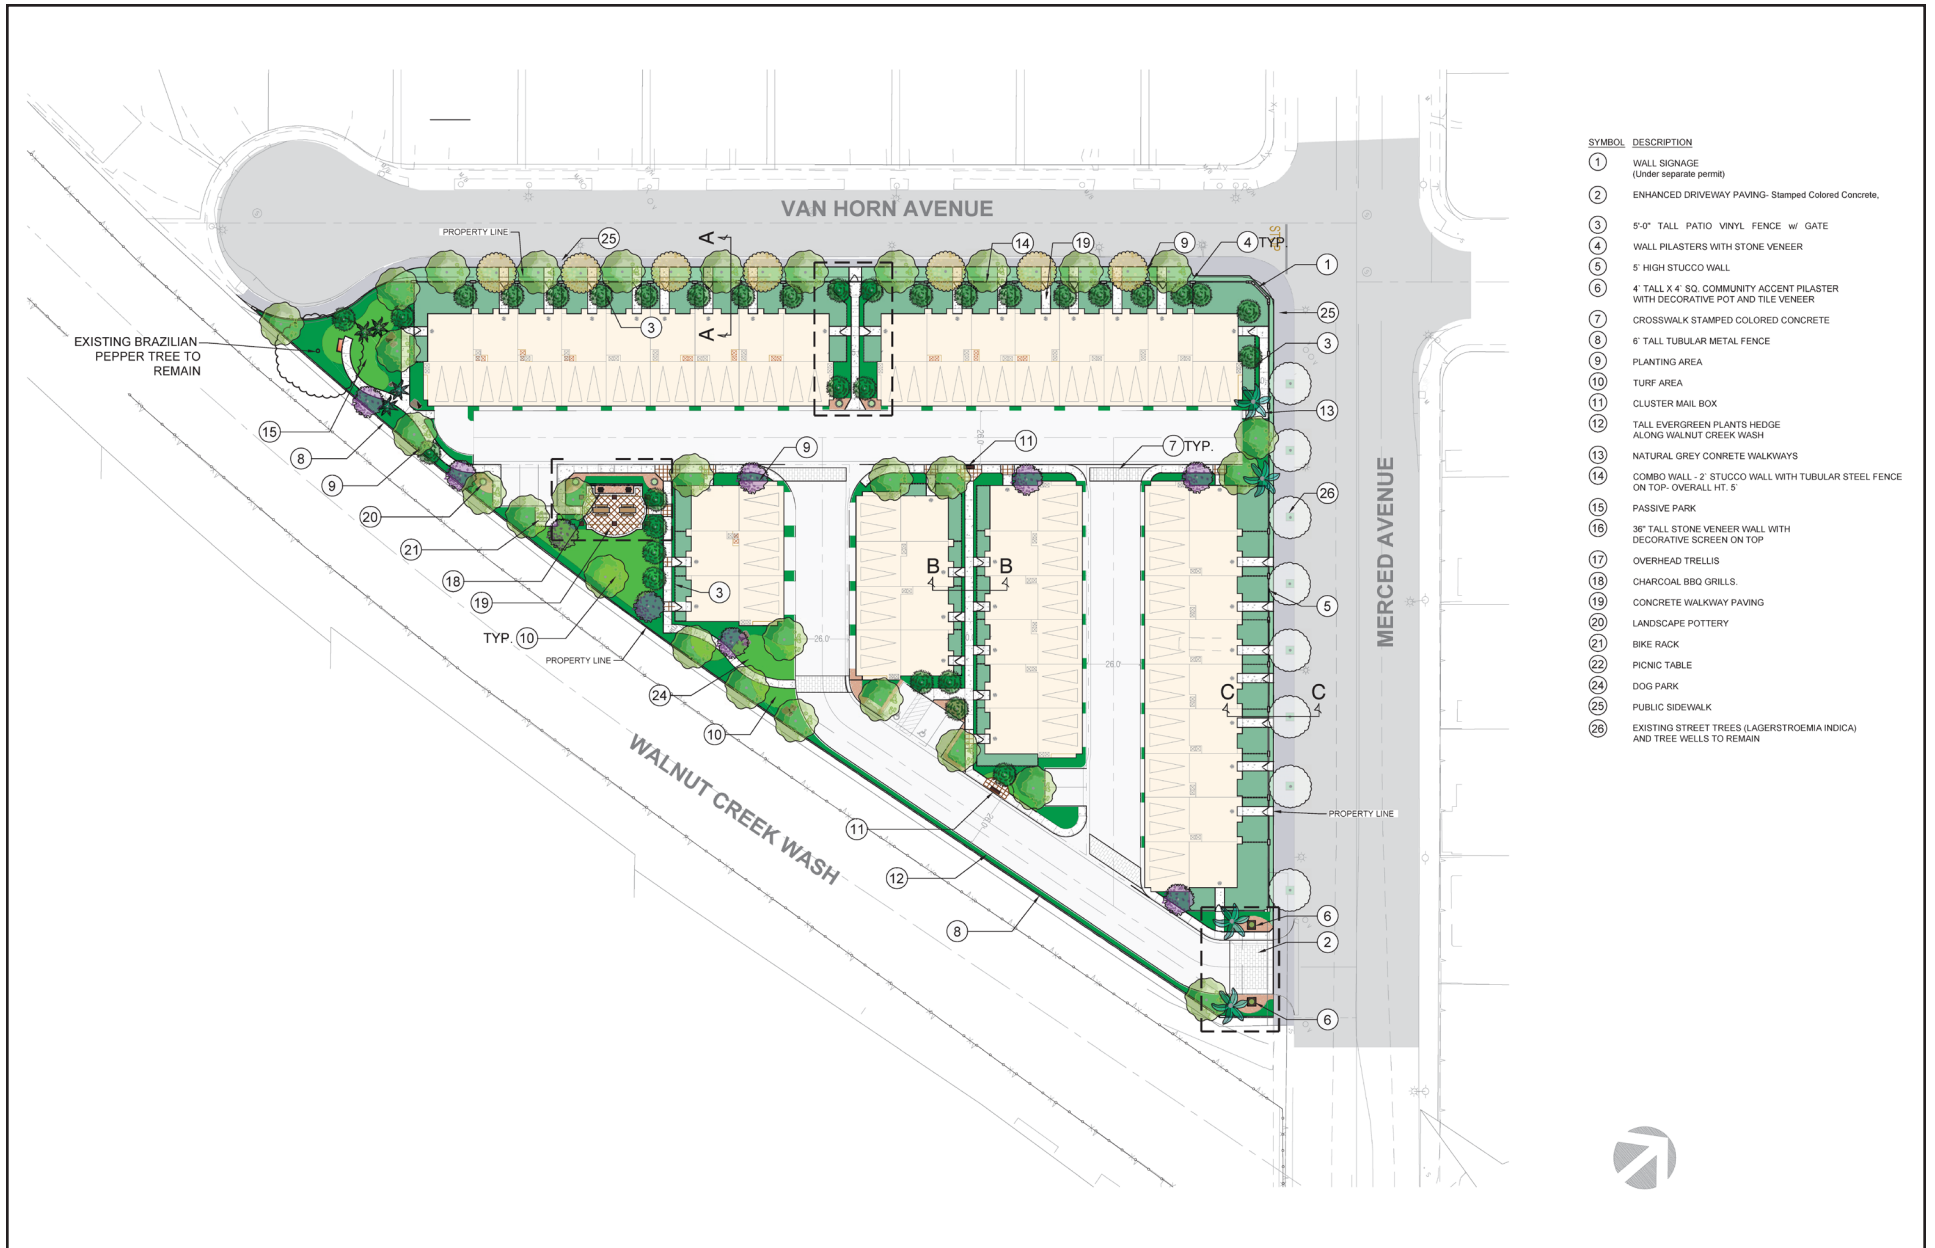 VAN HORN AVENUE
PROPERTY LINE
25
A
14
19
9
4 TYP
STOP
1
3
A
25
3
EXISTING BRAZILIAN
PEPPER TREE TO
REMAIN
13
15
8
9
26.0'
9
11
7 TYP.
20
21
18
19
TYP. 10
PROPERTY LINE
3
B
B
26
5
MERCED AVENUE
26.0'
26.0'
24
10
C
C
WALNUT CREEK WASH
11
26.0'
PROPERTY LINE
12
8
6
2
6
SYMBOL DESCRIPTION
1 WALL SIGNAGE
(Under separate permit)
2 ENHANCED DRIVEWAY PAVING- Stamped Colored Concrete,
3 5'-0" TALL PATIO VINYL FENCE w/ GATE
4 WALL PILASTERS WITH STONE VENEER
5 5` HIGH STUCCO WALL
6 4` TALL X 4` SQ. COMMUNITY ACCENT PILASTER
WITH DECORATIVE POT AND TILE VENEER
7 CROSSWALK STAMPED COLORED CONCRETE
8 6` TALL TUBULAR METAL FENCE
9 PLANTING AREA
10 TURF AREA
11 CLUSTER MAIL BOX
12 TALL EVERGREEN PLANTS HEDGE
ALONG WALNUT CREEK WASH
13 NATURAL GREY CONRETE WALKWAYS
14 COMBO WALL - 2` STUCCO WALL WITH TUBULAR STEEL FENCE
ON TOP- OVERALL HT. 5`
15 PASSIVE PARK
16 36" TALL STONE VENEER WALL WITH
DECORATIVE SCREEN ON TOP
17 OVERHEAD TRELLIS
18 CHARCOAL BBQ GRILLS.
19 CONCRETE WALKWAY PAVING
20 LANDSCAPE POTTERY
21 BIKE RACK
22 PICNIC TABLE
24 DOG PARK
25 PUBLIC SIDEWALK
26 EXISTING STREET TREES (LAGERSTROEMIA INDICA)
AND TREE WELLS TO REMAIN